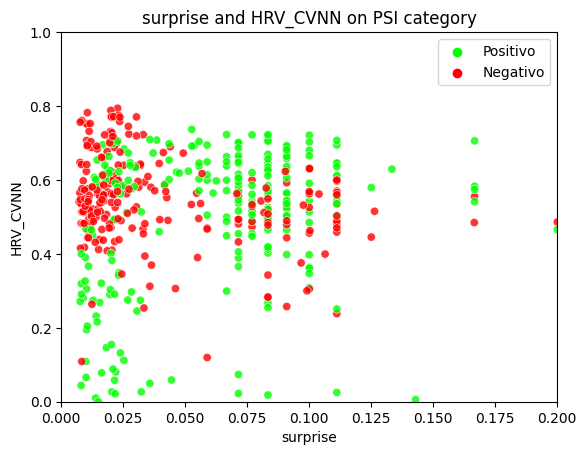 surprise and HRV_CVNN on PSI category
1.0
Positivo
Negativo
0.8
0.6
HRV_CVNN
0.4
0.2
0.0
0.000 0.025 0.050 0.075 0.100 0.125 0.150 0.175 0.200
surprise